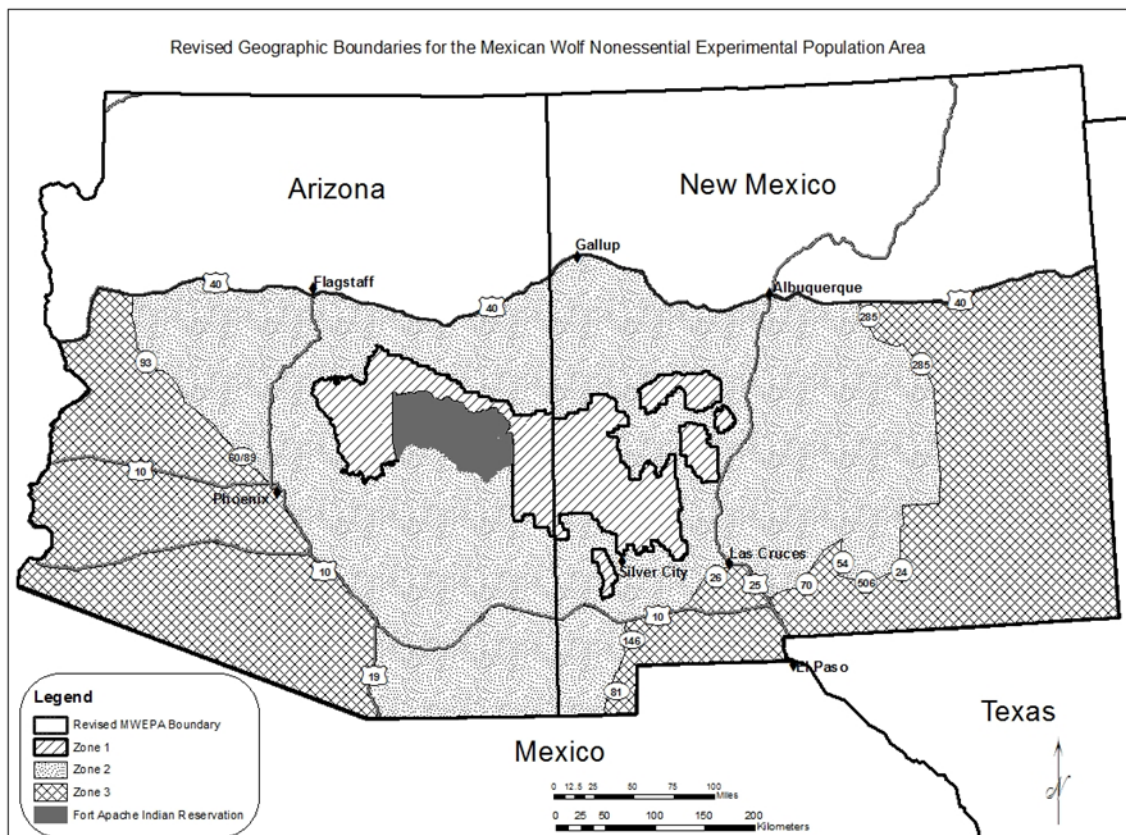 Revised Geographic Boundaries for the Mexican Wolf Nonessential Experimental Population Area
Arizona
New Mexico
Gallup
Flagstaff
Albuquerque
40
40
40
285
285
93
60/89
10
Phoenix
10
Las Cruces
Silver City
26
25
70
54
506
24
10
146
19
81
El Paso
Texas
Mexico
Legend
Revised MWEPA Boundary
Zone 1
Zone 2
Zone 3
Fort Apache Indian Reservation
0 12.5 25 50 75 100
Miles
0 25 50 100 150 200
Kilometers
N